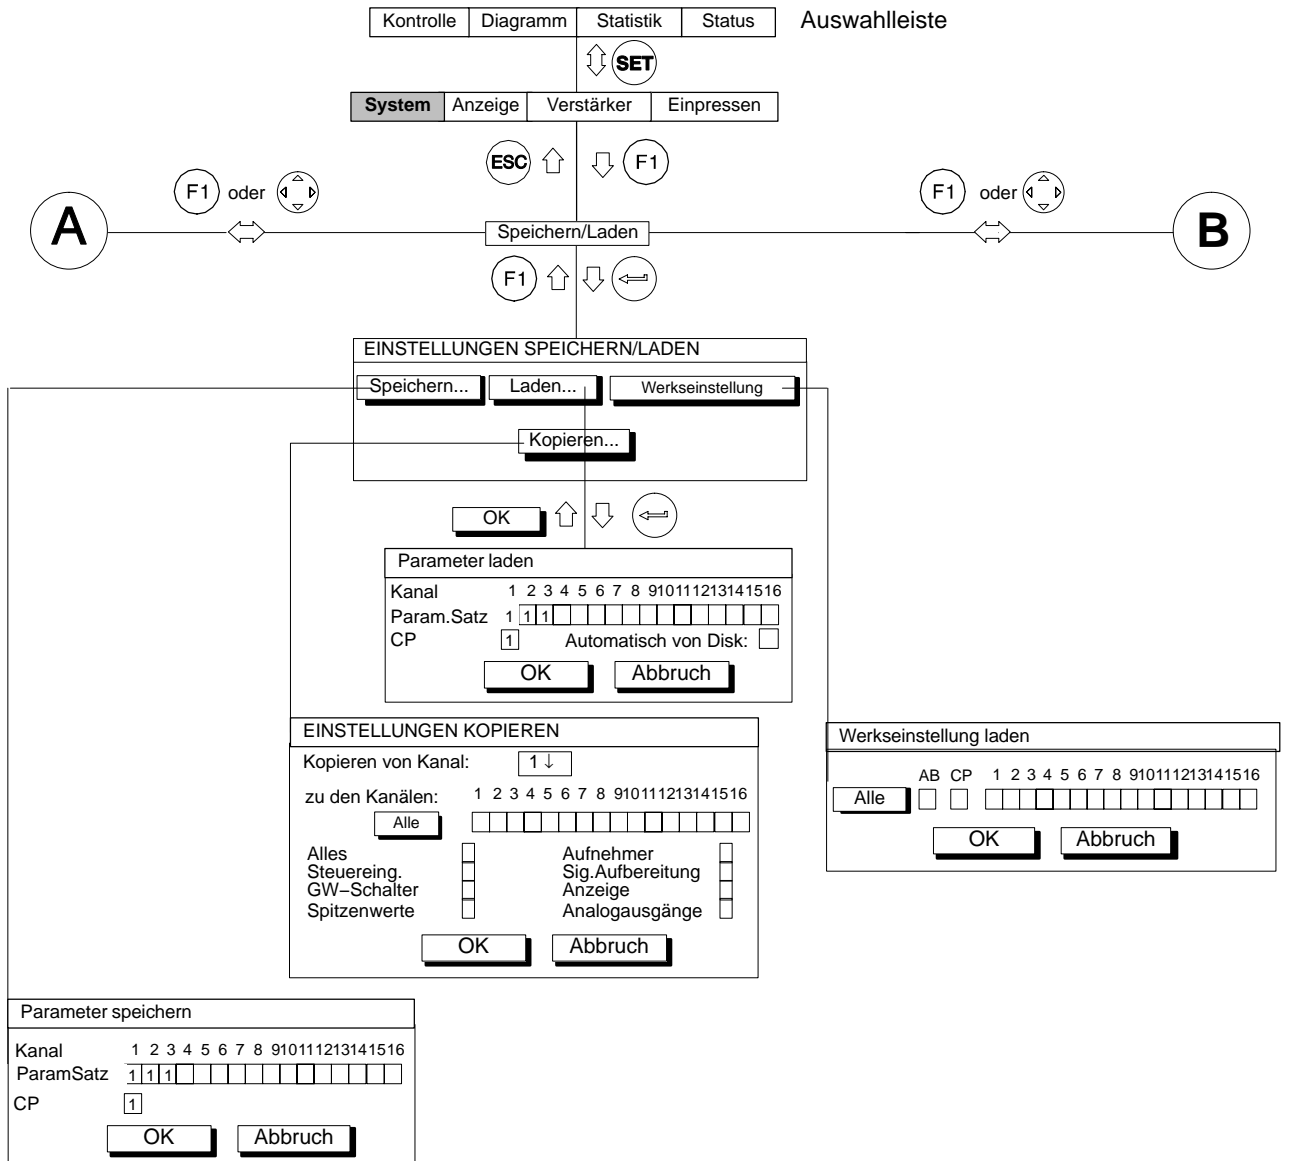 Kontrolle Diagramm Statistik Status Auswahlleiste
SET
System Anzeige Verstärker Einpressen
ESC F1
F1 oder
F1 oder
A
Speichern/Laden
B
F1
EINSTELLUNGEN SPEICHERN/LADEN
Speichern... Laden... Werkseinstellung
Kopieren...
OK
Parameter laden
Kanal 1 2 3 4 5 6 7 8 9 10 11 12 13 14 15 16
Param.Satz 1 1 1
CP 1 Automatisch von Disk:
OK Abbruch
EINSTELLUNGEN KOPIEREN
Kopieren von Kanal: 1 ↓
zu den Kanälen: 1 2 3 4 5 6 7 8 9 10 11 12 13 14 15 16
Alle
Alles Aufnehmer
Steuereing. Sig.Aufbereitung
GW–Schalter Anzeige
Spitzenwerte Analogausgänge
OK Abbruch
Werkseinstellung laden
AB CP 1 2 3 4 5 6 7 8 9 10 11 12 13 14 15 16
Alle
OK Abbruch
Parameter speichern
Kanal 1 2 3 4 5 6 7 8 9 10 11 12 13 14 15 16
ParamSatz 1 1 1
CP 1
OK Abbruch